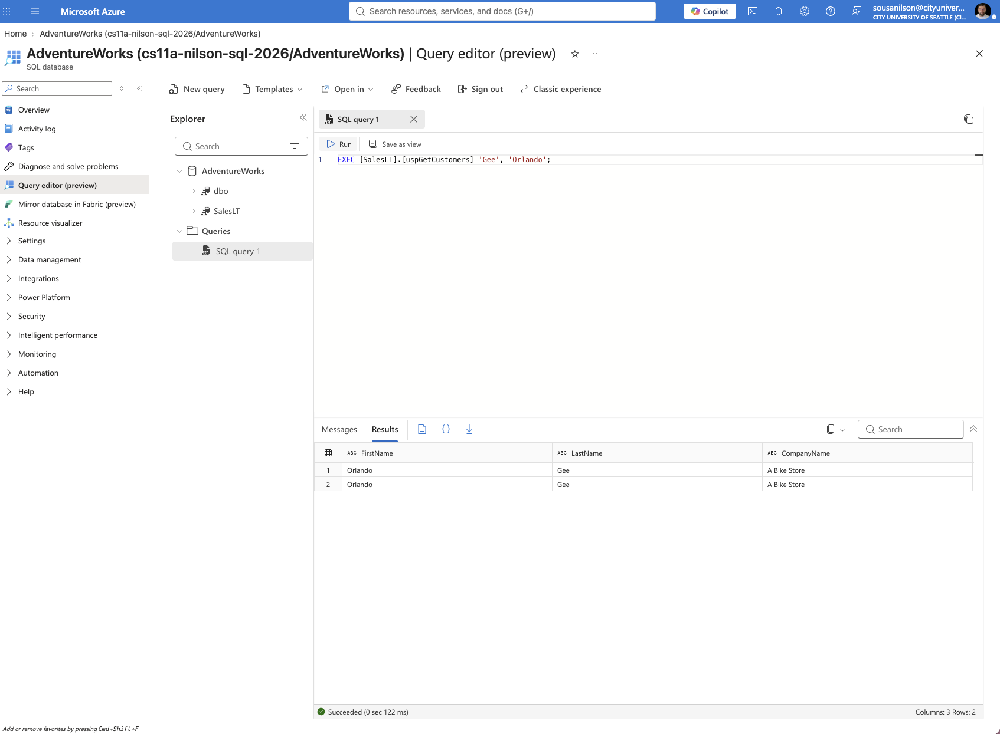 Microsoft Azure
Search resources, services, and docs (G+/)
Copilot
sousanilson@cityuniver...
CITY UNIVERSITY OF SEATTLE (CI...
Home > AdventureWorks (cs11a-nilson-sql-2026/AdventureWorks)
AdventureWorks (cs11a-nilson-sql-2026/AdventureWorks) | Query editor (preview)
SQL database
Search
New query
Templates
Open in
Feedback
Sign out
Classic experience
Overview
Activity log
Tags
Diagnose and solve problems
Query editor (preview)
Mirror database in Fabric (preview)
Resource visualizer
Settings
Data management
Integrations
Power Platform
Security
Intelligent performance
Monitoring
Automation
Help
Explorer
Search
AdventureWorks
dbo
SalesLT
Queries
SQL query 1
SQL query 1
Run
Save as view
1 EXEC [SalesLT].[uspGetCustomers] 'Gee', 'Orlando';
Messages
Results
Search
ABC FirstName ABC LastName ABC CompanyName
1 Orlando Gee A Bike Store
2 Orlando Gee A Bike Store
Succeeded (0 sec 122 ms)
Columns: 3 Rows: 2
Add or remove favorites by pressing Cmd+Shift+F